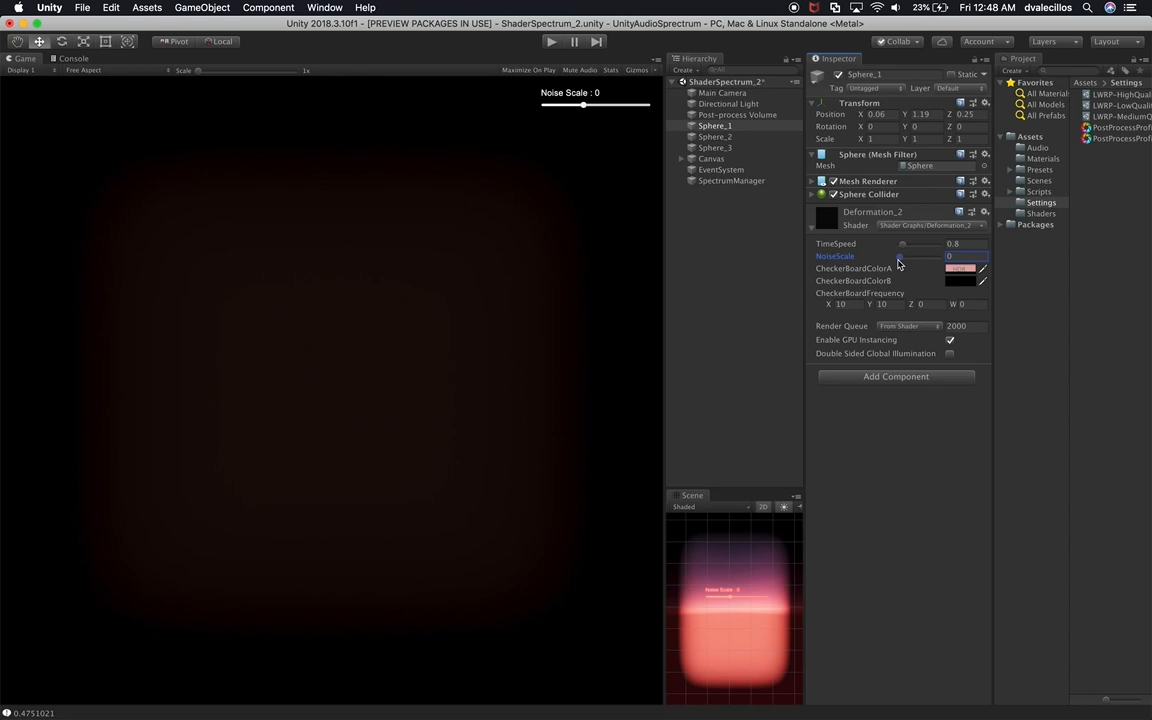 Unity File Edit Assets GameObject Component Window Help 23% Fri 12:48 AM dvalecillos
Unity 2018.3.10f1 - [PREVIEW PACKAGES IN USE] - ShaderSpectrum_2.unity - UnityAudioSpectrum - PC, Mac & Linux Standalone <Metal>
Pivot Local Collab Account Layers Layout
Game Console
Display 1 Free Aspect Scale 1x Maximize On Play Mute Audio Stats Gizmos
Noise Scale : 0
Hierarchy
Create All
ShaderSpectrum_2*
Main Camera
Directional Light
Post-process Volume
Sphere_1
Sphere_2
Sphere_3
Canvas
EventSystem
SpectrumManager
Scene
Shaded 2D
Noise Scale : 0
Inspector
Sphere_1 Static
Tag Untagged Layer Default
Transform
Position X 0.06 Y 1.19 Z 0.25
Rotation X 0 Y 0 Z 0
Scale X 1 Y 1 Z 1
Sphere (Mesh Filter)
Mesh Sphere
Mesh Renderer
Sphere Collider
Deformation_2
Shader Shader Graphs/Deformation_2
TimeSpeed 0.8
NoiseScale 0
CheckerBoardColorA HDR
CheckerBoardColorB
CheckerBoardFrequency
X 10 Y 10 Z 0 W 0
Render Queue From Shader 2000
Enable GPU Instancing
Double Sided Global Illumination
Add Component
Project
Create
Favorites
All Material
All Models
All Prefabs
Assets
Audio
Materials
Presets
Scenes
Scripts
Settings
Shaders
Packages
Assets Settings
LWRP-HighQual
LWRP-LowQuali
LWRP-MediumQ
PostProcessProfi
PostProcessProfi
0.4751021